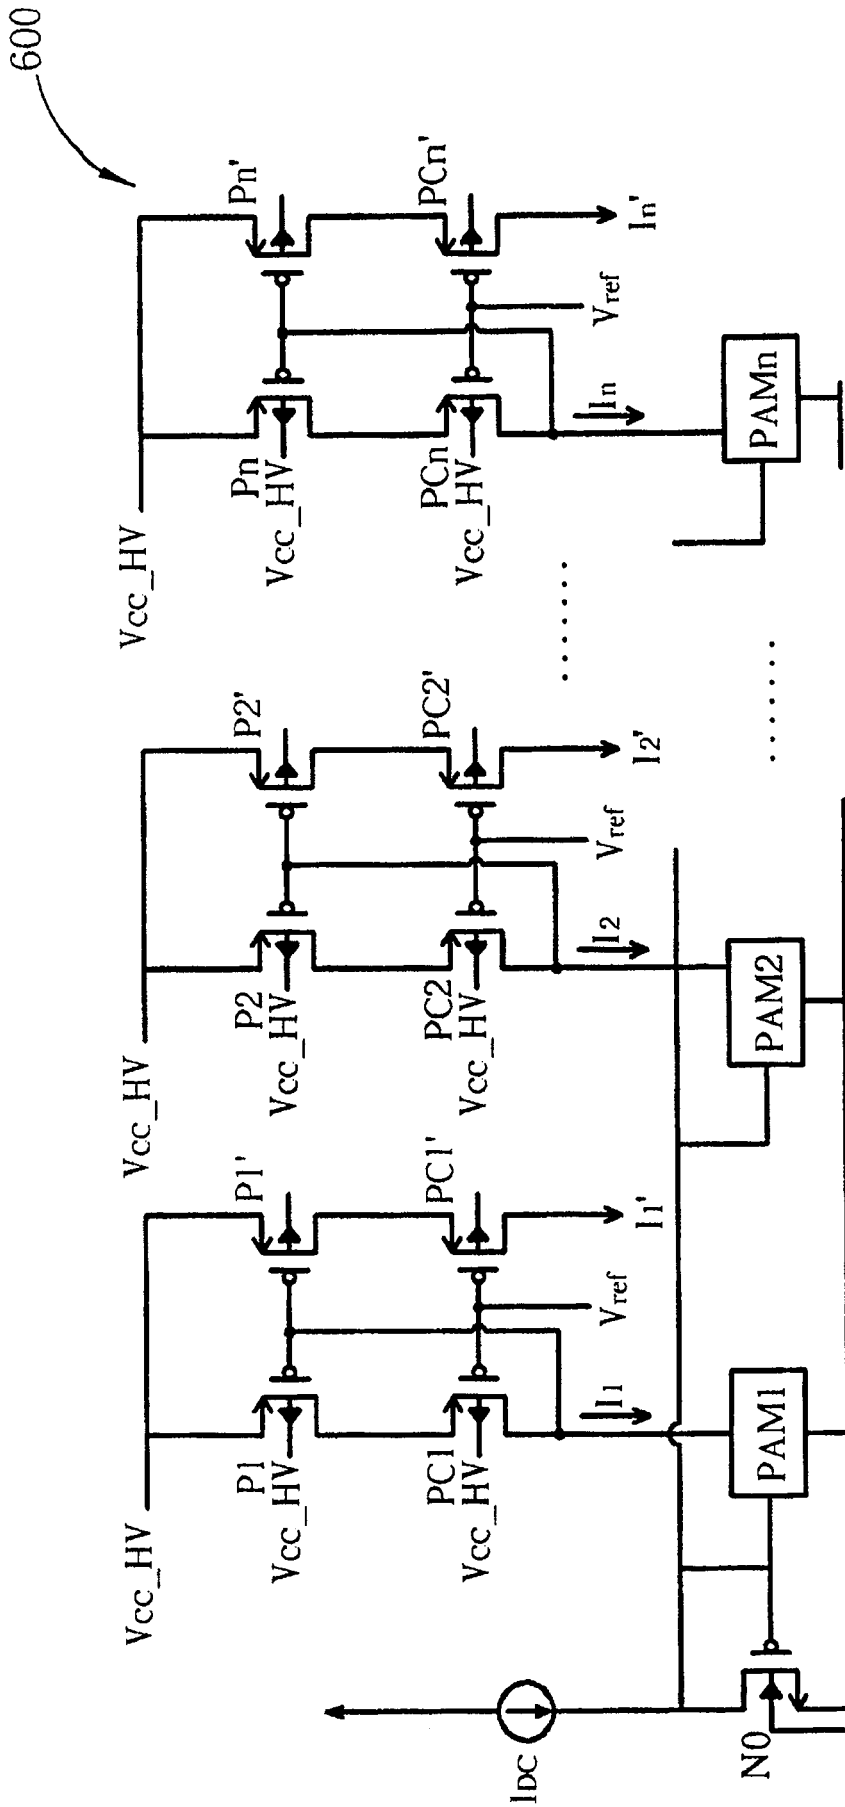 600
Vcc_HV
P1
Vcc_HV
P1'
PC1
Vcc_HV
PC1'
Vref
I1
I1'
PAM1
Vcc_HV
P2
Vcc_HV
P2'
PC2
Vcc_HV
PC2'
Vref
I2
I2'
PAM2
Vcc_HV
Pn
Vcc_HV
Pn'
PCn
Vcc_HV
PCn'
Vref
In
In'
PAMn
......
......
IDC
N0